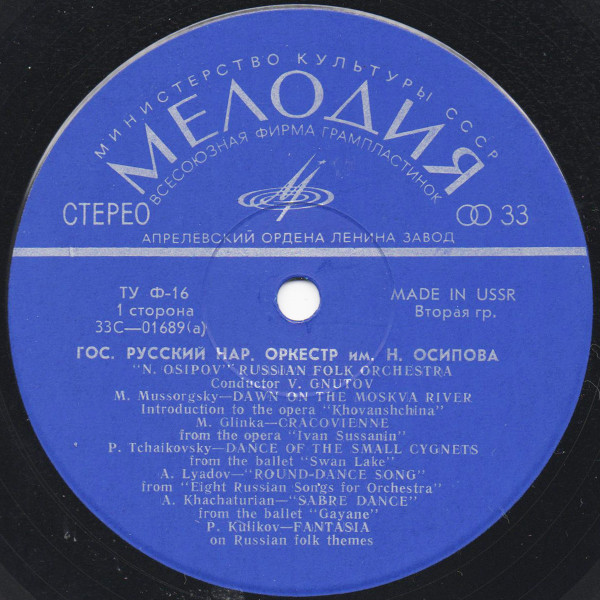 МИНИСТЕРСТВО КУЛЬТУРЫ СССР
МЕЛОДИЯ
ВСЕСОЮЗНАЯ ФИРМА ГРАМПЛАСТИНОК
СТЕРЕО
33
АПРЕЛЕВСКИЙ ОРДЕНА ЛЕНИНА ЗАВОД
ТУ Ф-16
MADE IN USSR
1 сторона
Вторая гр.
33С—01689(а)
ГОС. РУССКИЙ НАР. ОРКЕСТР им. Н. ОСИПОВА
"N. OSIPOV" RUSSIAN FOLK ORCHESTRA
Conductor V. GNUTOV
M. Mussorgsky—DAWN ON THE MOSKVA RIVER
Introduction to the opera "Khovanshchina"
M. Glinka—CRACOVIENNE
from the opera "Ivan Sussanin"
P. Tchaikovsky—DANCE OF THE SMALL CYGNETS
from the ballet "Swan Lake"
A. Lyadov—"ROUND-DANCE SONG"
from "Eight Russian Songs for Orchestra"
A. Khachaturian—"SABRE DANCE"
from the ballet "Gayane"
P. Kulikov—FANTASIA
on Russian folk themes